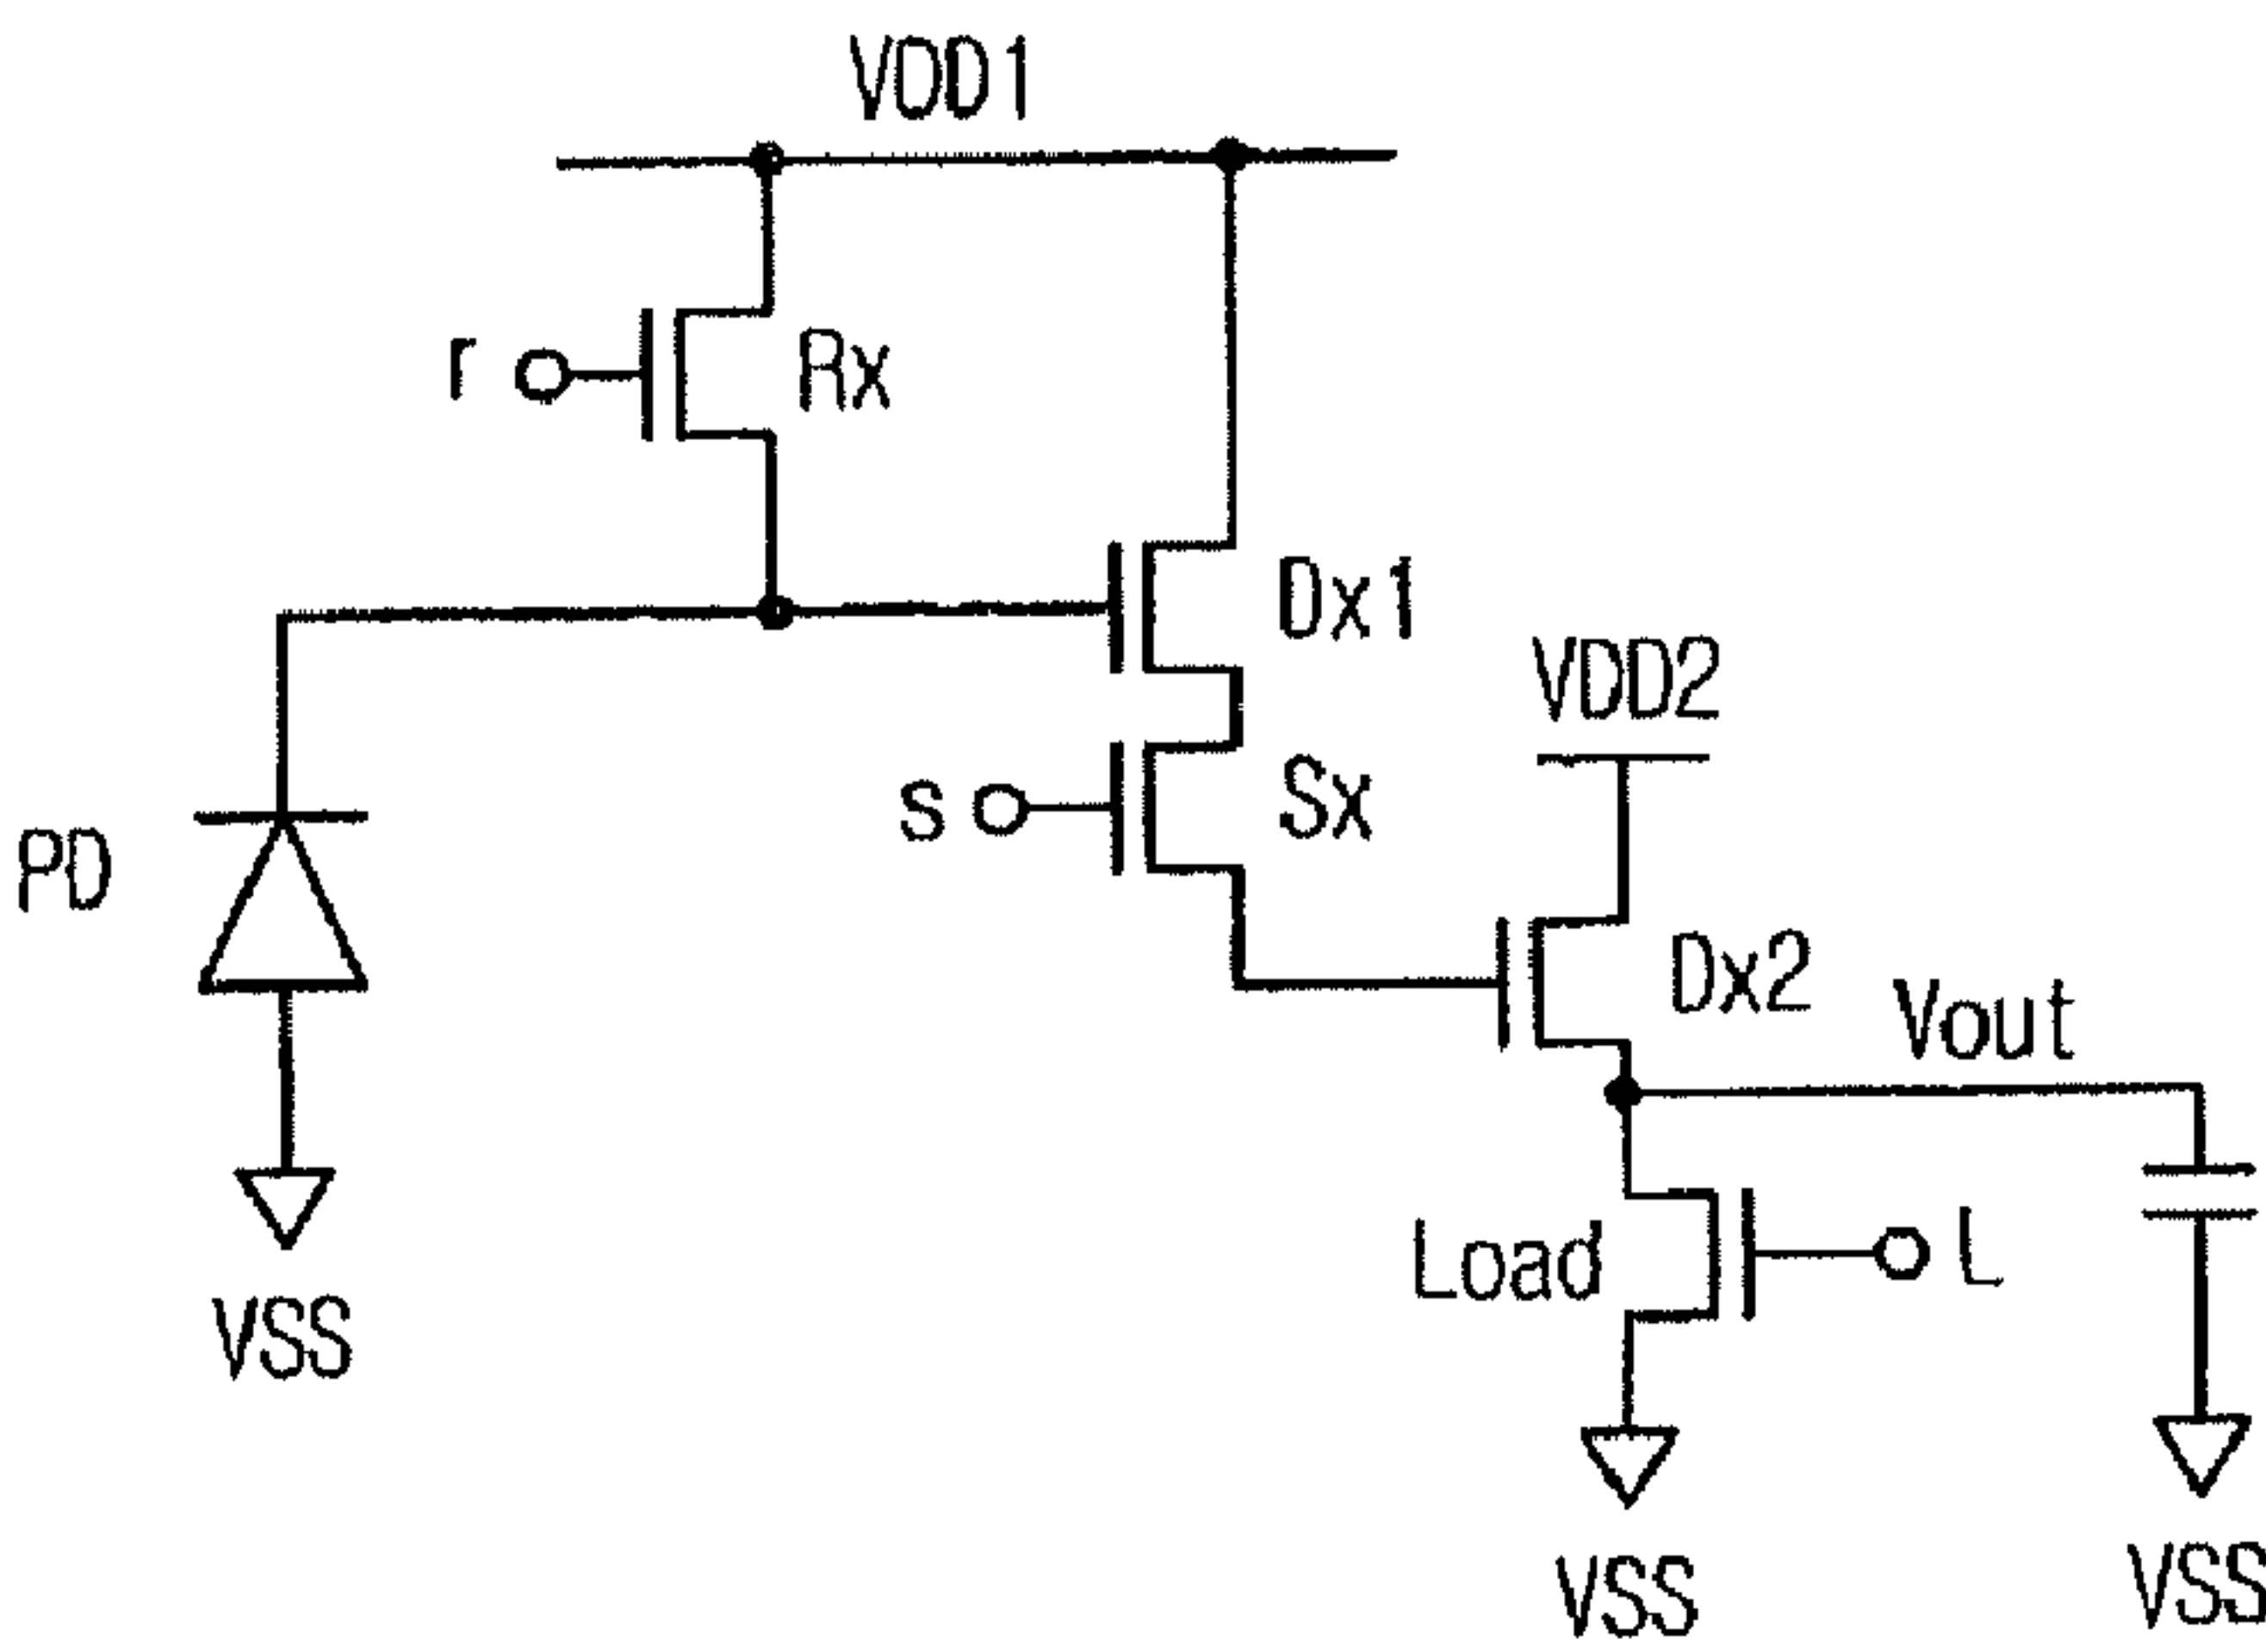 VDD1
r
Rx
Dx1
VDD2
s
Sx
PD
Dx2
Vout
Load
L
VSS
VSS
VSS